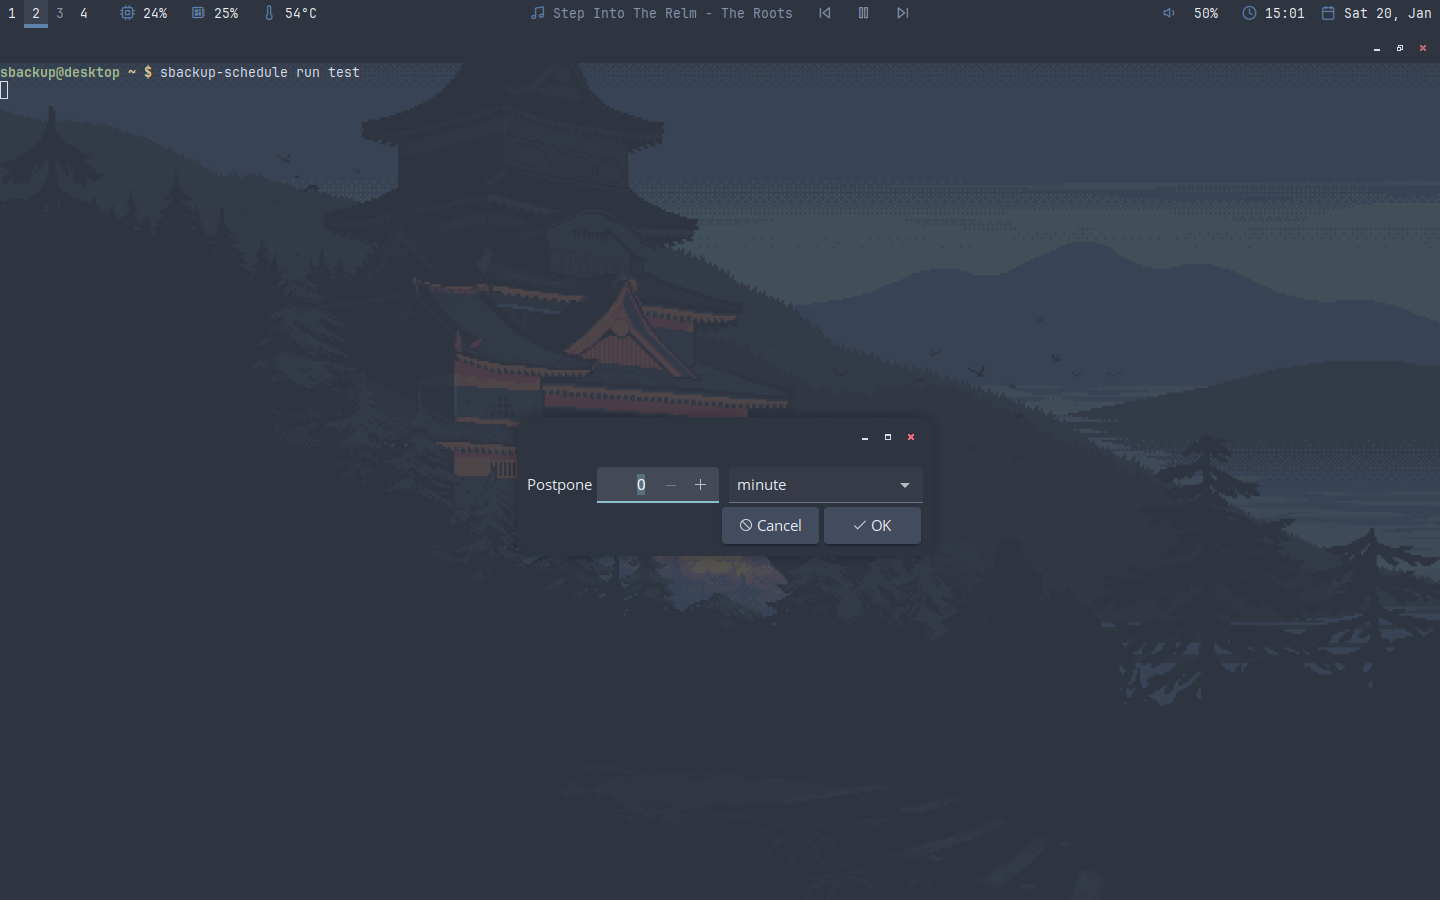 1 2 3 4 24% 25% 54°C Step Into The Relm - The Roots 50% 15:01 Sat 20, Jan
sbackup@desktop ~ $ sbackup-schedule run test
Postpone 0 minute
Cancel OK